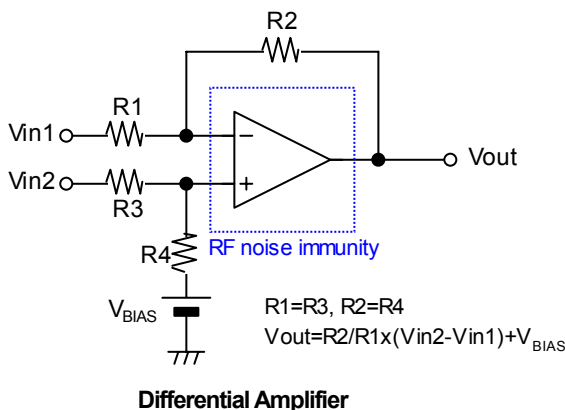 R2
R1
Vin1
−
Vout
Vin2
+
R3
R4
RF noise immunity
VBIAS
R1=R3, R2=R4
Vout=R2/R1x(Vin2-Vin1)+VBIAS
Differential Amplifier